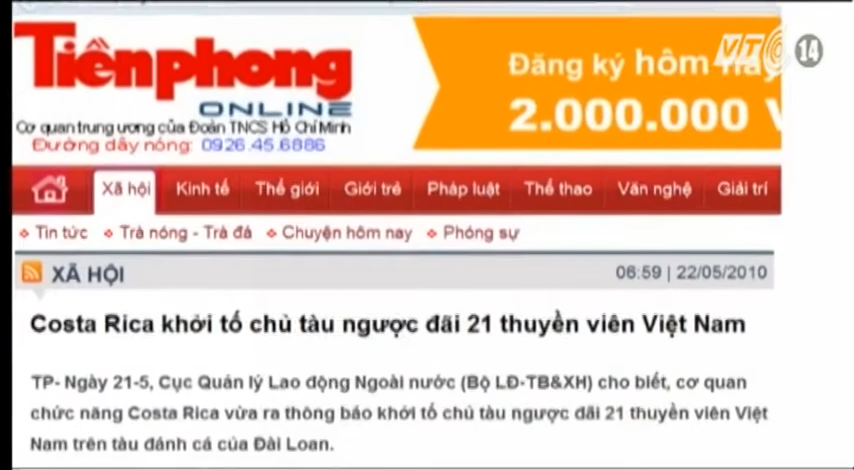 VTC 14
Tiềnphong
ONLINE
Cơ quan trung ương của Đoàn TNCS Hồ Chí Minh
Đường dây nóng: 0926.45.6886
Đăng ký hôm nay
2.000.000 V
Xã hội Kinh tế Thế giới Giới trẻ Pháp luật Thể thao Văn nghệ Giải trí
Tin tức Trà nóng - Trà đá Chuyện hôm nay Phóng sự
XÃ HỘI 06:59 | 22/05/2010
Costa Rica khởi tố chủ tàu ngược đãi 21 thuyền viên Việt Nam
TP- Ngày 21-5, Cục Quản lý Lao động Ngoài nước (Bộ LĐ-TB&XH) cho biết, cơ quan
chức năng Costa Rica vừa ra thông báo khởi tố chủ tàu ngược đãi 21 thuyền viên Việt
Nam trên tàu đánh cá của Đài Loan.